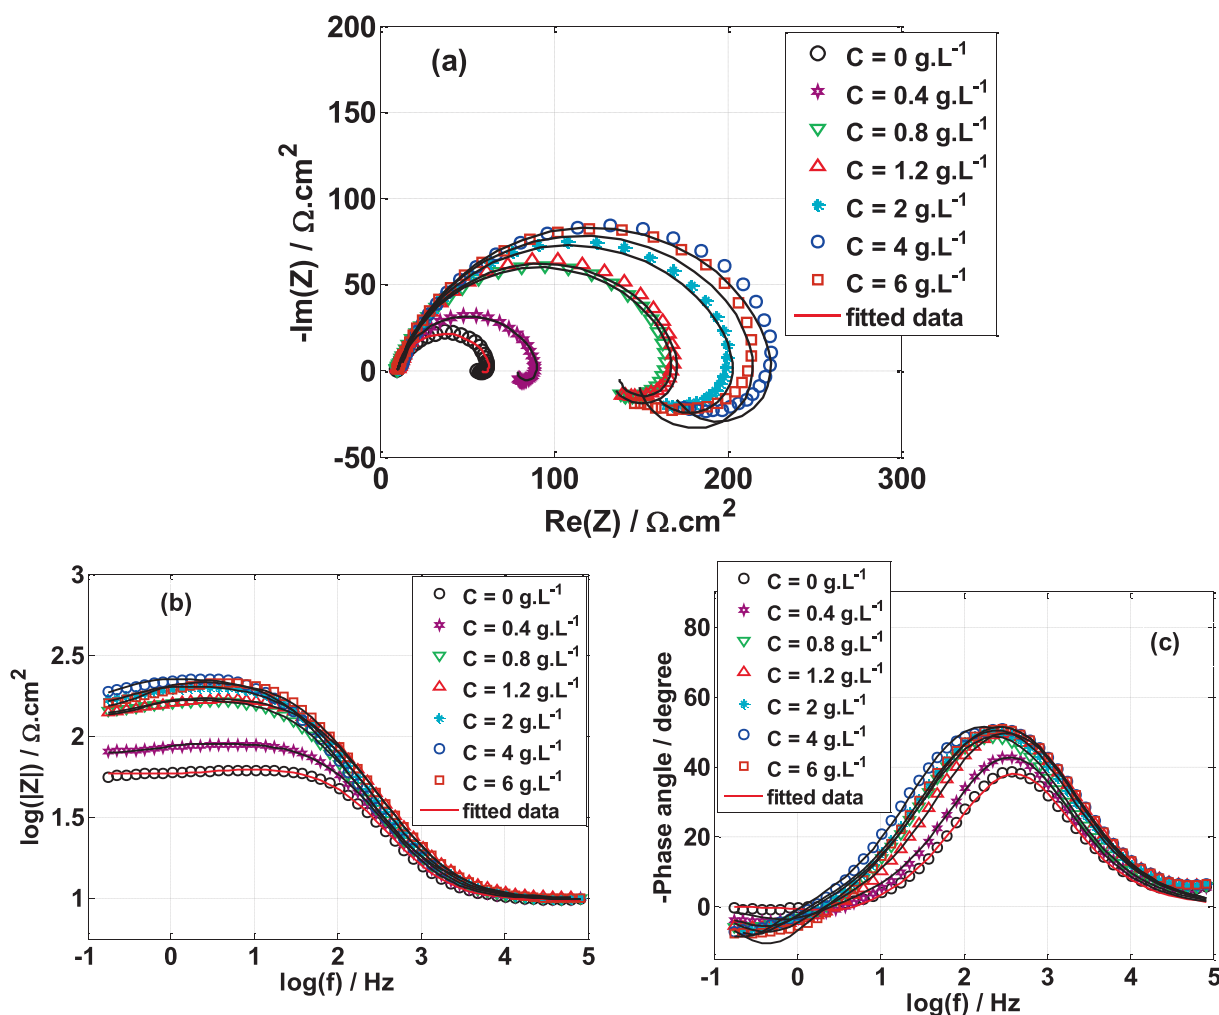 (a)
200
150
100
50
0
-50
-Im(Z) / Ω.cm²
0 100 200 300
Re(Z) / Ω.cm²
C = 0 g.L⁻¹
C = 0.4 g.L⁻¹
C = 0.8 g.L⁻¹
C = 1.2 g.L⁻¹
C = 2 g.L⁻¹
C = 4 g.L⁻¹
C = 6 g.L⁻¹
fitted data
(b)
3
2.5
2
1.5
1
log(|Z|) / Ω.cm²
-1 0 1 2 3 4 5
log(f) / Hz
C = 0 g.L⁻¹
C = 0.4 g.L⁻¹
C = 0.8 g.L⁻¹
C = 1.2 g.L⁻¹
C = 2 g.L⁻¹
C = 4 g.L⁻¹
C = 6 g.L⁻¹
fitted data
(c)
80
60
40
20
0
-Phase angle / degree
-1 0 1 2 3 4 5
log(f) / Hz
C = 0 g.L⁻¹
C = 0.4 g.L⁻¹
C = 0.8 g.L⁻¹
C = 1.2 g.L⁻¹
C = 2 g.L⁻¹
C = 4 g.L⁻¹
C = 6 g.L⁻¹
fitted data